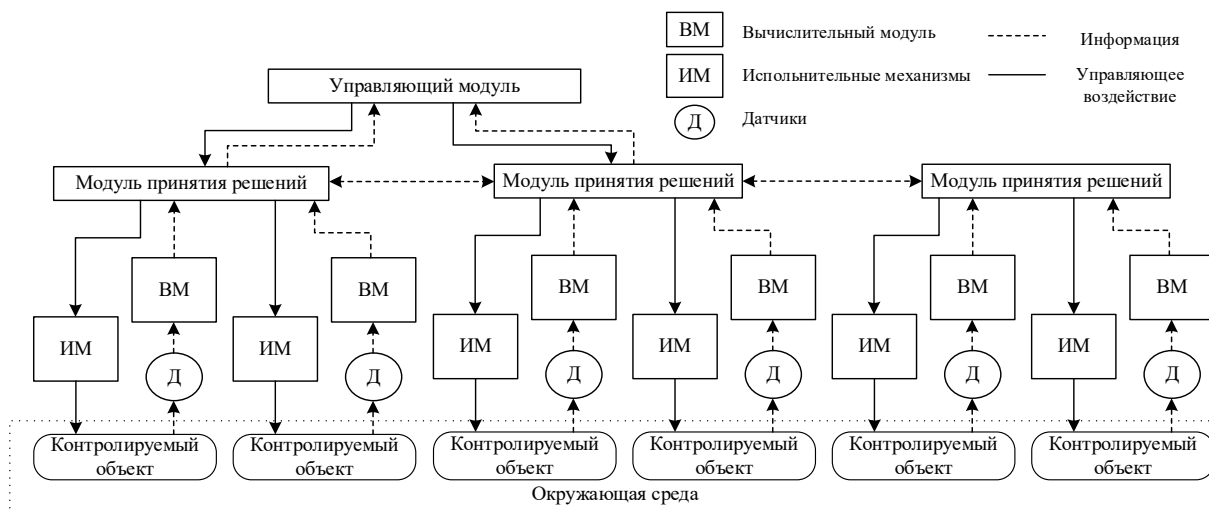 ВМ
Вычислительный модуль
Информация
ИМ
Испольнительные механизмы
Управляющее
воздействие
Д
Датчики
Управляющий модуль
Модуль принятия решений
Модуль принятия решений
Модуль принятия решений
ВМ
ВМ
ВМ
ВМ
ВМ
ВМ
ИМ
ИМ
ИМ
ИМ
ИМ
ИМ
Д
Д
Д
Д
Д
Д
Контролируемый
объект
Контролируемый
объект
Контролируемый
объект
Контролируемый
объект
Контролируемый
объект
Контролируемый
объект
Окружающая среда